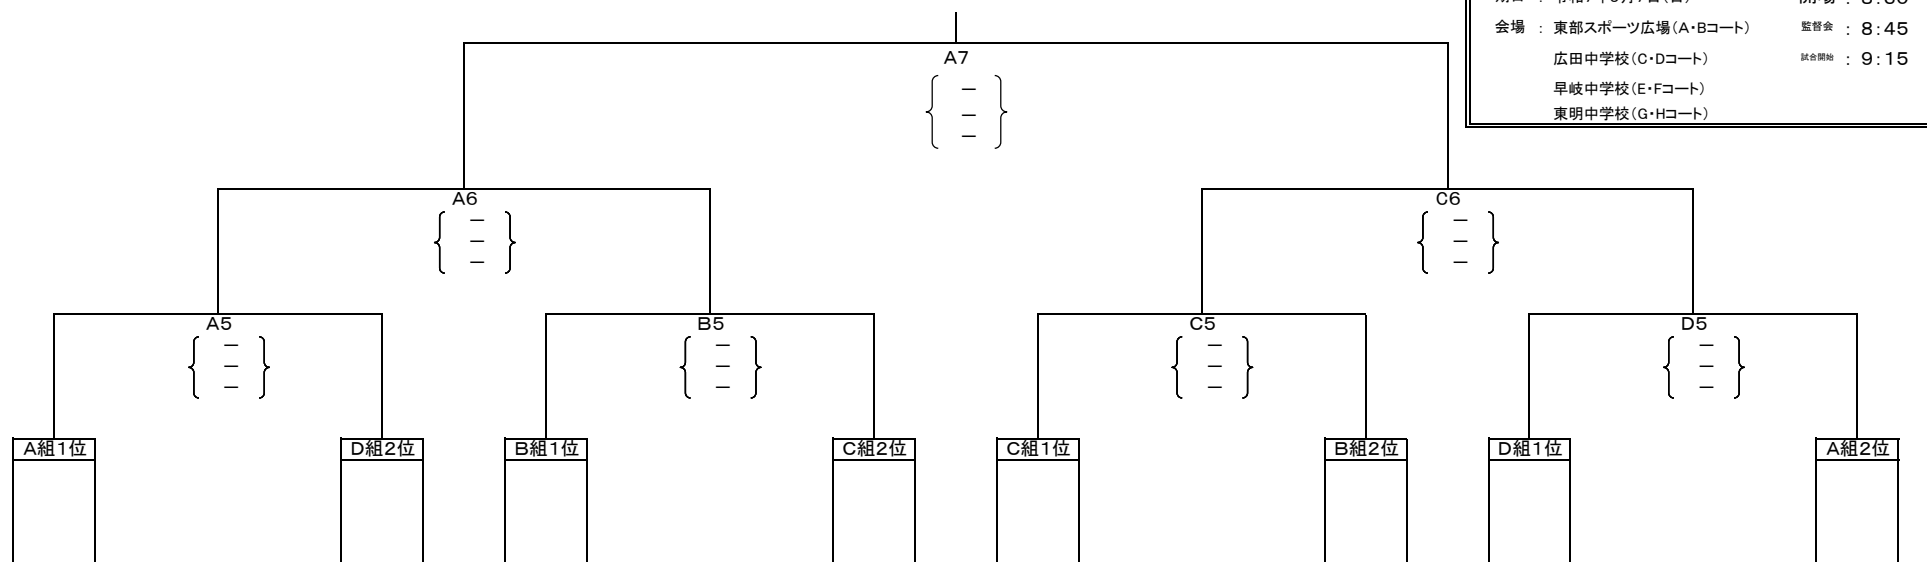 会場 : 東部スポーツ広場(A・Bコート) 監督会 : 8:45
広田中学校(C・Dコート) 試合開始 : 9:15
早岐中学校(E・Fコート)
東明中学校(G・Hコート)
A7
－
－
－
A6 C6
－ －
－ －
－ －
A5 B5 C5 D5
－ － － －
－ － － －
－ － － －
A組1位 D組2位 B組1位 C組2位 C組1位 B組2位 D組1位 A組2位